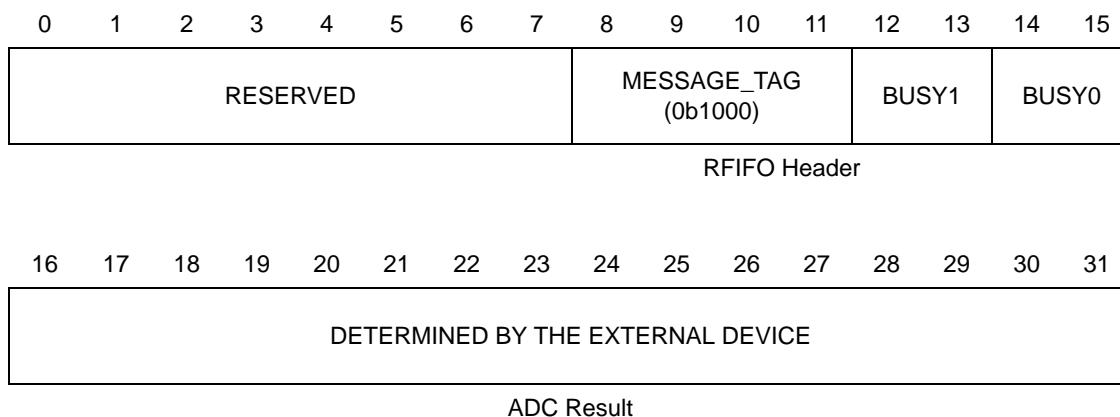 0 1 2 3 4 5 6 7 8 9 10 11 12 13 14 15
RESERVED MESSAGE_TAG BUSY1 BUSY0
(0b1000)
RFIFO Header
16 17 18 19 20 21 22 23 24 25 26 27 28 29 30 31
DETERMINED BY THE EXTERNAL DEVICE
ADC Result